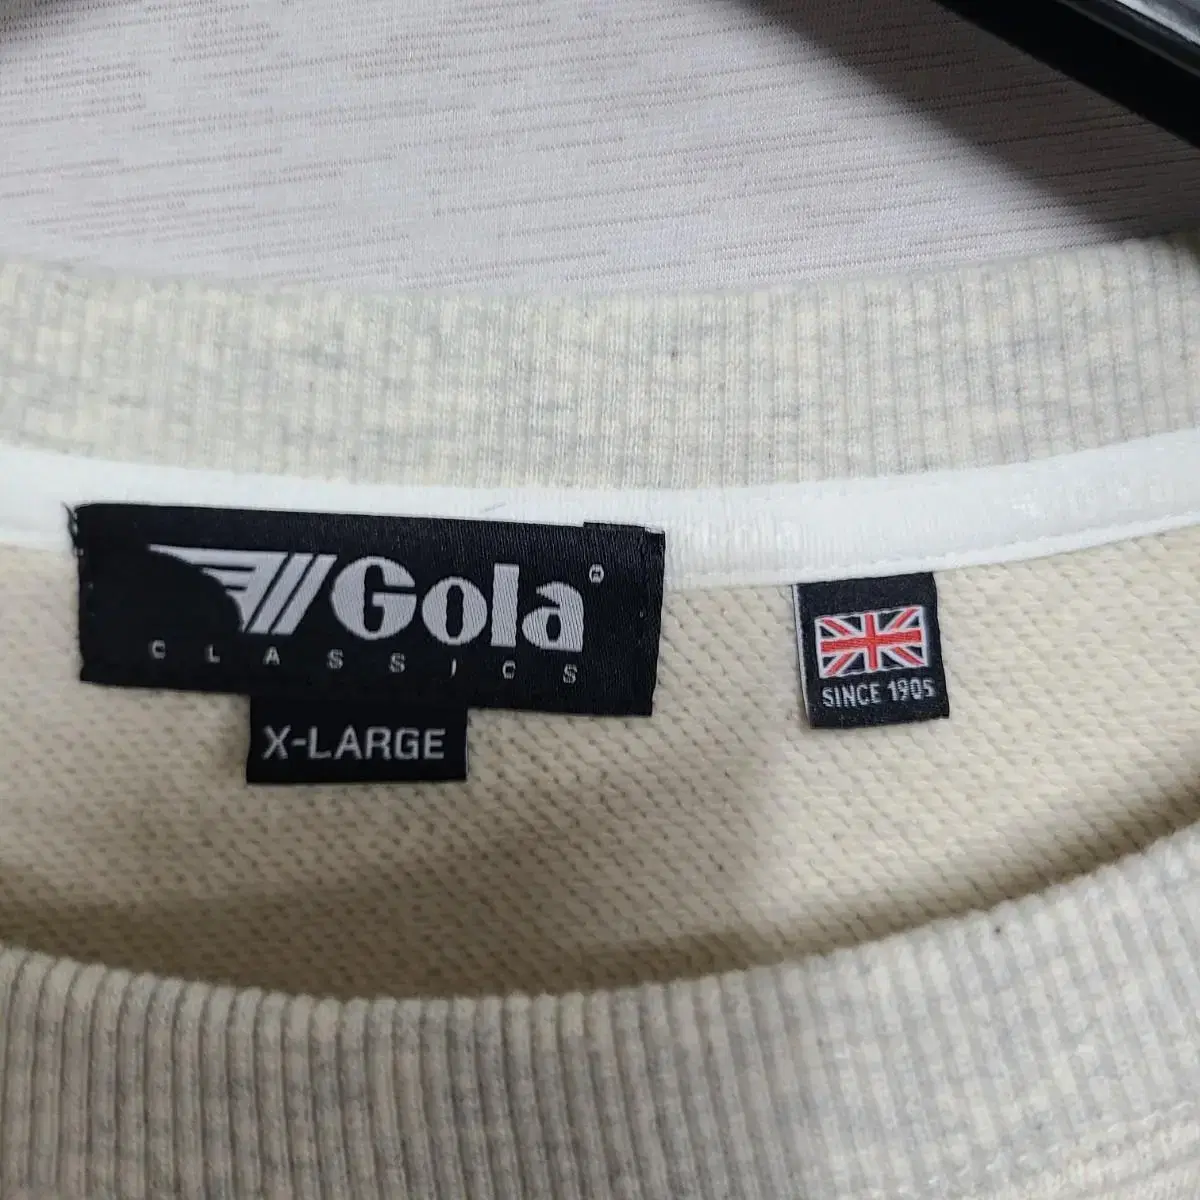 Gola®
CLASSICS
X-LARGE
SINCE 1905